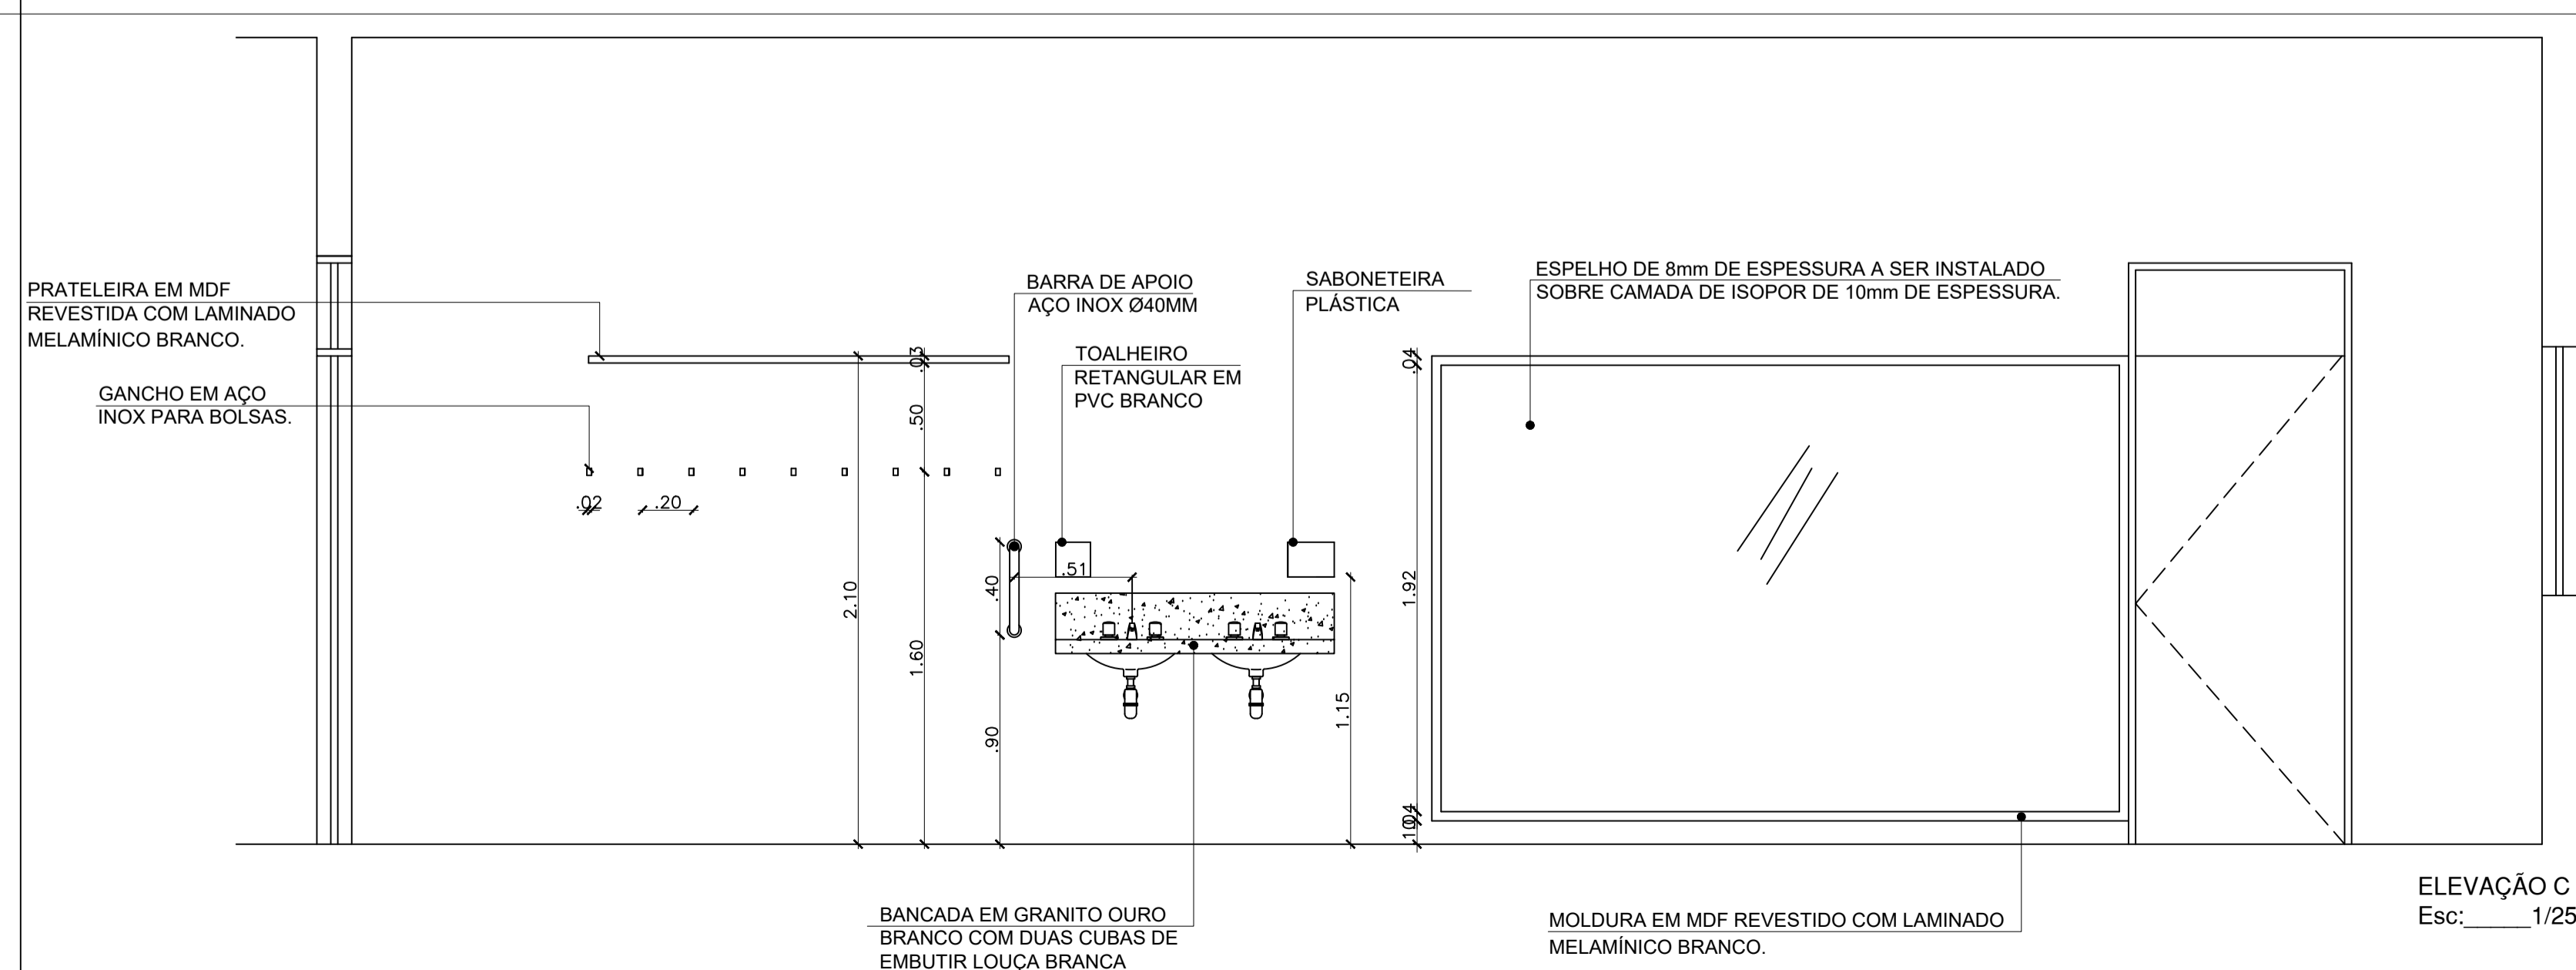 PRATELEIRA EM MDF
REVESTIDA COM LAMINADO
MELAMÍNICO BRANCO.
GANCHO EM AÇO
INOX PARA BOLSAS.
BARRA DE APOIO
AÇO INOX Ø40MM
TOALHEIRO
RETANGULAR EM
PVC BRANCO
SABONETEIRA
PLÁSTICA
ESPELHO DE 8mm DE ESPESSURA A SER INSTALADO
SOBRE CAMADA DE ISOPOR DE 10mm DE ESPESSURA.
.02
.20
2.10
.03
.50
1.60
.40
.90
.51
1.15
.04
1.92
.04
.10
BANCADA EM GRANITO OURO
BRANCO COM DUAS CUBAS DE
EMBUTIR LOUÇA BRANCA
MOLDURA EM MDF REVESTIDO COM LAMINADO
MELAMÍNICO BRANCO.
ELEVAÇÃO C
Esc:_____1/25